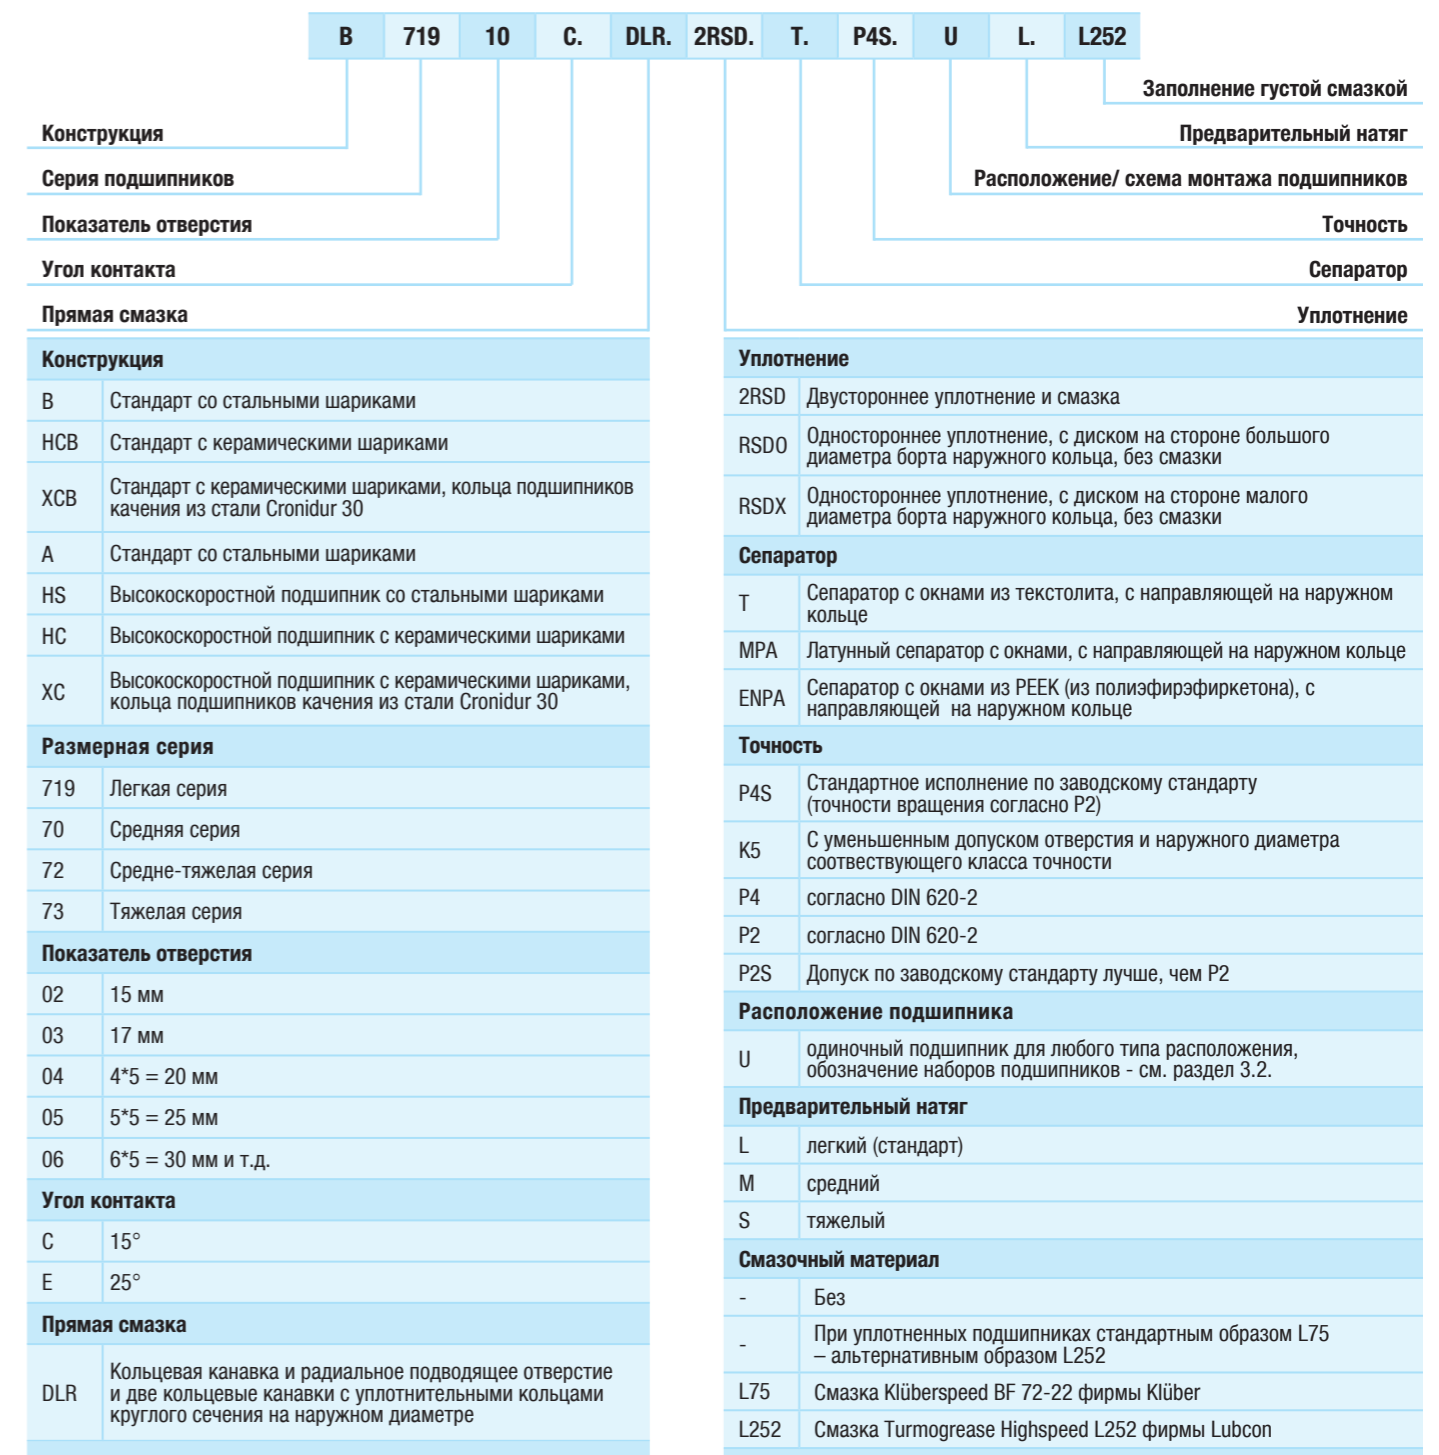 B 719 10 C. DLR. 2RSD. T. P4S. U L. L252
Заполнение густой смазкой
Конструкция
Предварительный натяг
Серия подшипников
Расположение/ схема монтажа подшипников
Показатель отверстия
Точность
Угол контакта
Сепаратор
Прямая смазка
Уплотнение
Конструкция
B Стандарт со стальными шариками
HCB Стандарт с керамическими шариками
XCB Стандарт с керамическими шариками, кольца подшипников
качения из стали Cronidur 30
A Стандарт со стальными шариками
HS Высокоскоростной подшипник со стальными шариками
HC Высокоскоростной подшипник с керамическими шариками
XC Высокоскоростной подшипник с керамическими шариками,
кольца подшипников качения из стали Cronidur 30
Размерная серия
719 Легкая серия
70 Средняя серия
72 Средне-тяжелая серия
73 Тяжелая серия
Показатель отверстия
02 15 мм
03 17 мм
04 4*5 = 20 мм
05 5*5 = 25 мм
06 6*5 = 30 мм и т.д.
Угол контакта
C 15°
E 25°
Прямая смазка
DLR Кольцевая канавка и радиальное подводящее отверстие
и две кольцевые канавки с уплотнительными кольцами
круглого сечения на наружном диаметре
Уплотнение
2RSD Двустороннее уплотнение и смазка
RSD0 Одностороннее уплотнение, с диском на стороне большого
диаметра борта наружного кольца, без смазки
RSDX Одностороннее уплотнение, с диском на стороне малого
диаметра борта наружного кольца, без смазки
Сепаратор
T Сепаратор с окнами из текстолита, с направляющей на наружном
кольце
MPA Латунный сепаратор с окнами, с направляющей на наружном кольце
ENPA Сепаратор с окнами из PEEK (из полиэфирэфиркетона), с
направляющей на наружном кольце
Точность
P4S Стандартное исполнение по заводскому стандарту
(точности вращения согласно P2)
K5 С уменьшенным допуском отверстия и наружного диаметра
соотвествующего класса точности
P4 согласно DIN 620-2
P2 согласно DIN 620-2
P2S Допуск по заводскому стандарту лучше, чем P2
Расположение подшипника
U одиночный подшипник для любого типа расположения,
обозначение наборов подшипников - см. раздел 3.2.
Предварительный натяг
L легкий (стандарт)
M средний
S тяжелый
Смазочный материал
- Без
- При уплотненных подшипниках стандартным образом L75
– альтернативным образом L252
L75 Смазка Klüberspeed BF 72-22 фирмы Klüber
L252 Смазка Turmogrease Highspeed L252 фирмы Lubcon